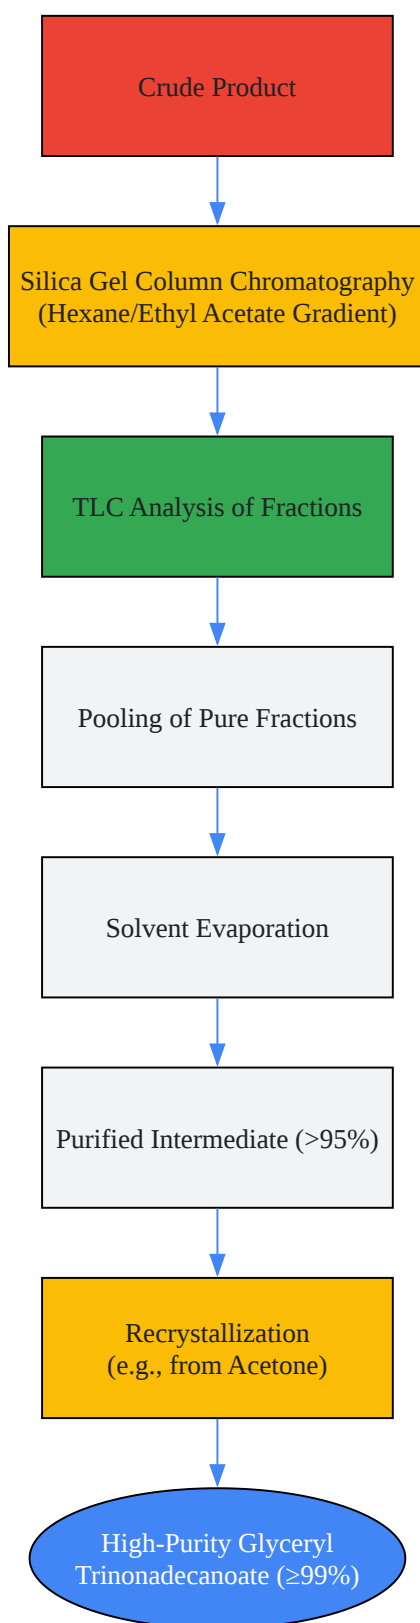 Crude Product
Silica Gel Column Chromatography
(Hexane/Ethyl Acetate Gradient)
TLC Analysis of Fractions
Pooling of Pure Fractions
Solvent Evaporation
Purified Intermediate (>95%)
Recrystallization
(e.g., from Acetone)
High-Purity Glyceryl
Trinonadecanoate (≥99%)